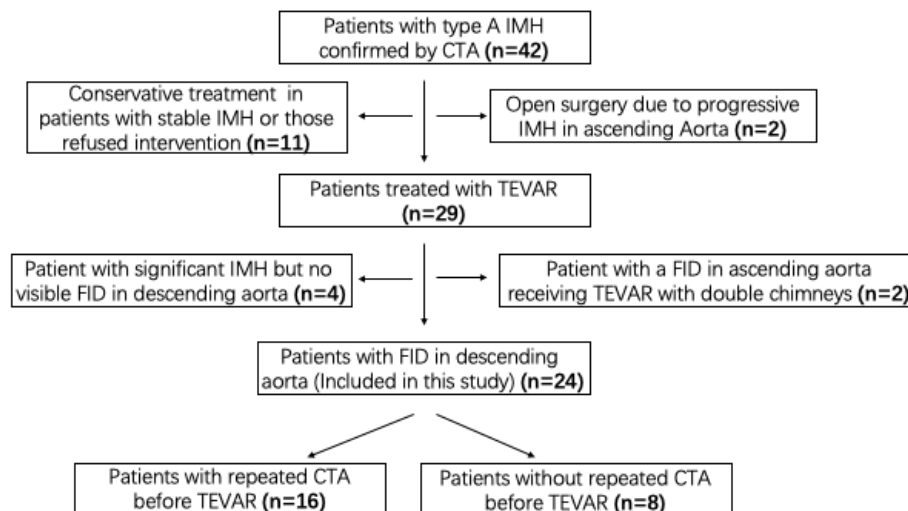 Patients with type A IMH
confirmed by CTA (n=42)
Conservative treatment in
patients with stable IMH or those
refused intervention (n=11)
Open surgery due to progressive
IMH in ascending Aorta (n=2)
Patients treated with TEVAR
(n=29)
Patient with significant IMH but no
visible FID in descending aorta (n=4)
Patient with a FID in ascending aorta
receiving TEVAR with double chimneys (n=2)
Patients with FID in descending
aorta (Included in this study) (n=24)
Patients with repeated CTA
before TEVAR (n=16)
Patients without repeated CTA
before TEVAR (n=8)